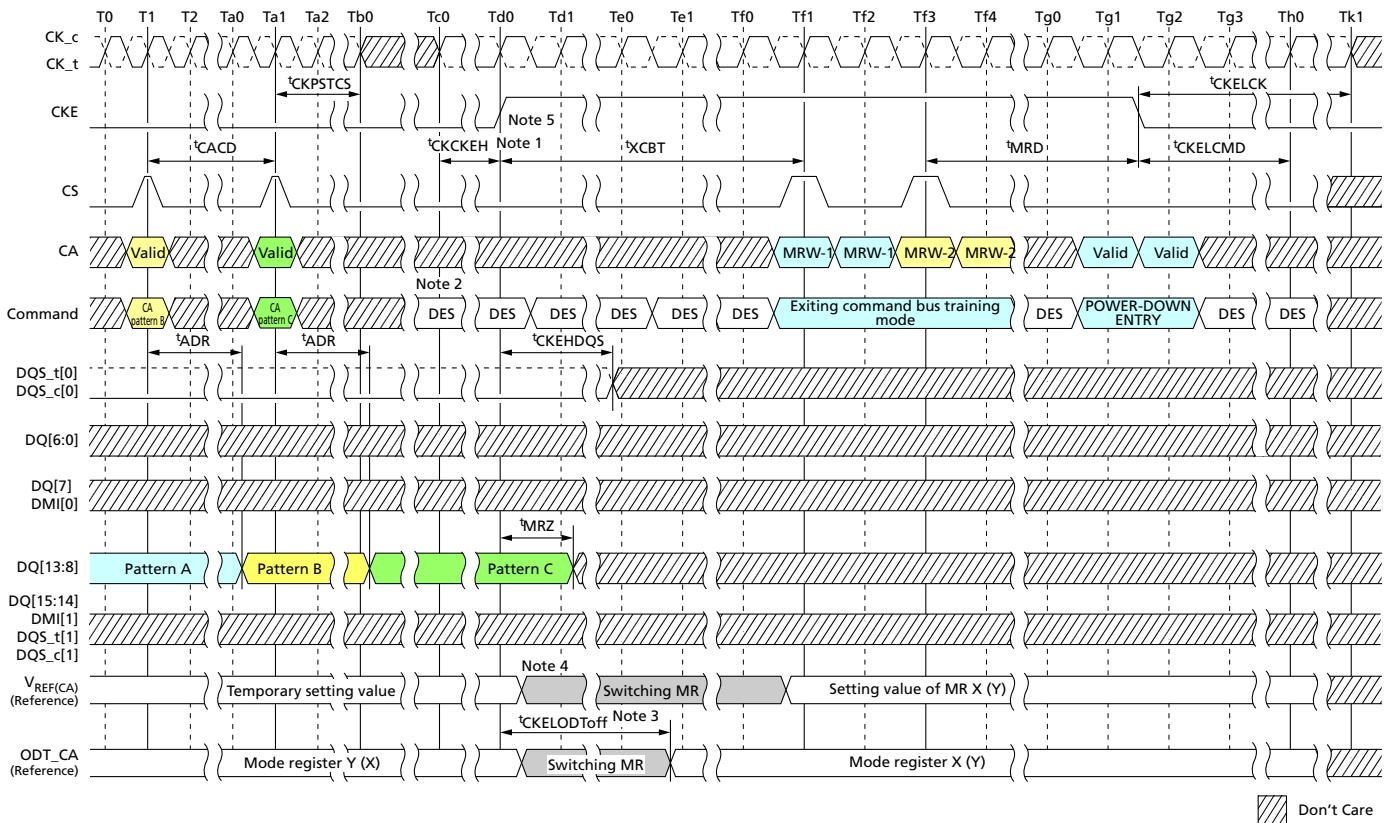 T0 T1 T2 Ta0 Ta1 Ta2 Tb0 Tc0 Td0 Td1 Te0 Te1 Tf0 Tf1 Tf2 Tf3 Tf4 Tg0 Tg1 Tg2 Tg3 Th0 Tk1
CK_c
CK_t
tCKPSTCS
tCKELCK
CKE
Note 5
tCACD
tCKCKEH
Note 1
tXCBT
tMRD
tCKELCMD
CS
CA
Valid Valid MRW-1 MRW-1 MRW-2 MRW-2 Valid Valid
Note 2
Command
CA
pattern B
CA
pattern C
DES DES DES DES DES
Exiting command bus training
mode
DES
POWER-DOWN
ENTRY
DES DES
tADR tADR tCKEHDQS
DQS_t[0]
DQS_c[0]
DQ[6:0]
DQ[7]
DMI[0]
tMRZ
DQ[13:8]
Pattern A Pattern B Pattern C
DQ[15:14]
DMI[1]
DQS_t[1]
DQS_c[1]
Note 4
VREF(CA)
(Reference)
Temporary setting value Switching MR Setting value of MR X (Y)
tCKELODToff
Note 3
ODT_CA
(Reference)
Mode register Y (X) Switching MR Mode register X (Y)
Don't Care